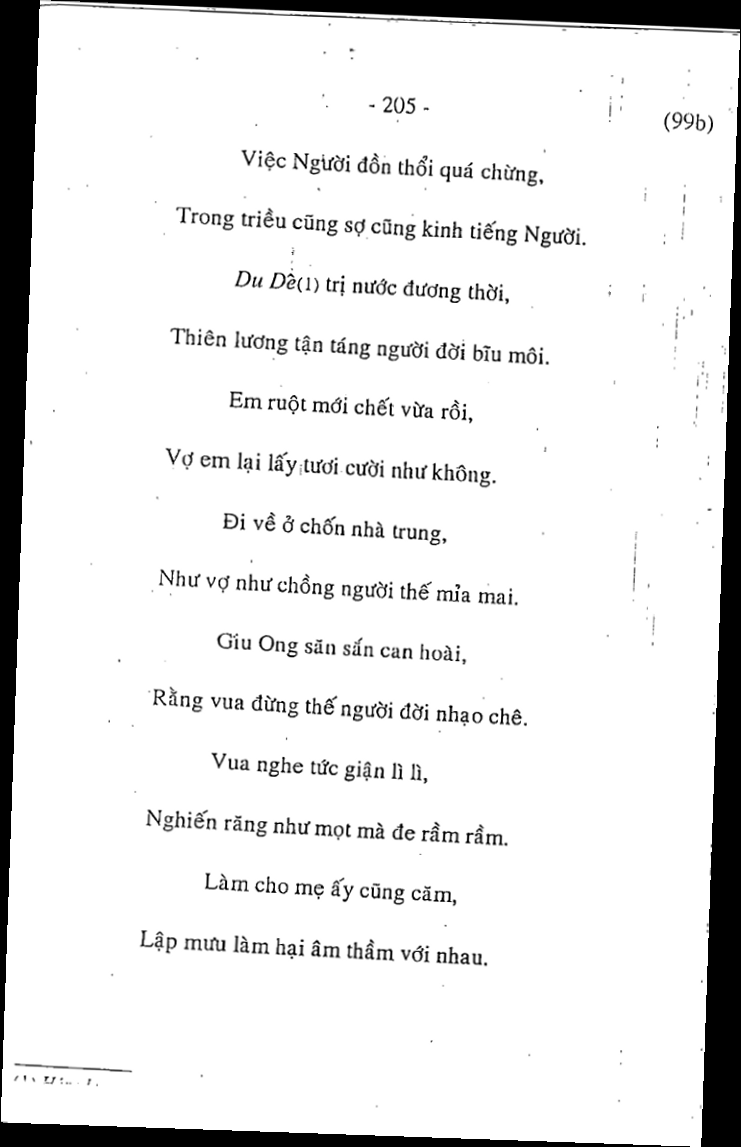 - 205 -
(99b)
Việc Người đồn thổi quá chừng,
Trong triều cũng sợ cũng kinh tiếng Người.
Du Dê(1) trị nước đương thời,
Thiên lương tận táng người đời bĩu môi.
Em ruột mới chết vừa rồi,
Vợ em lại lấy tươi cười như không.
Đi về ở chốn nhà trung,
Như vợ như chồng người thế mỉa mai.
Giu Ong săn sắn can hoài,
Rằng vua đừng thế người đời nhạo chê.
Vua nghe tức giận lì lì,
Nghiến răng như mọt mà đe rầm rầm.
Làm cho mẹ ấy cũng căm,
Lập mưu làm hại âm thầm với nhau.